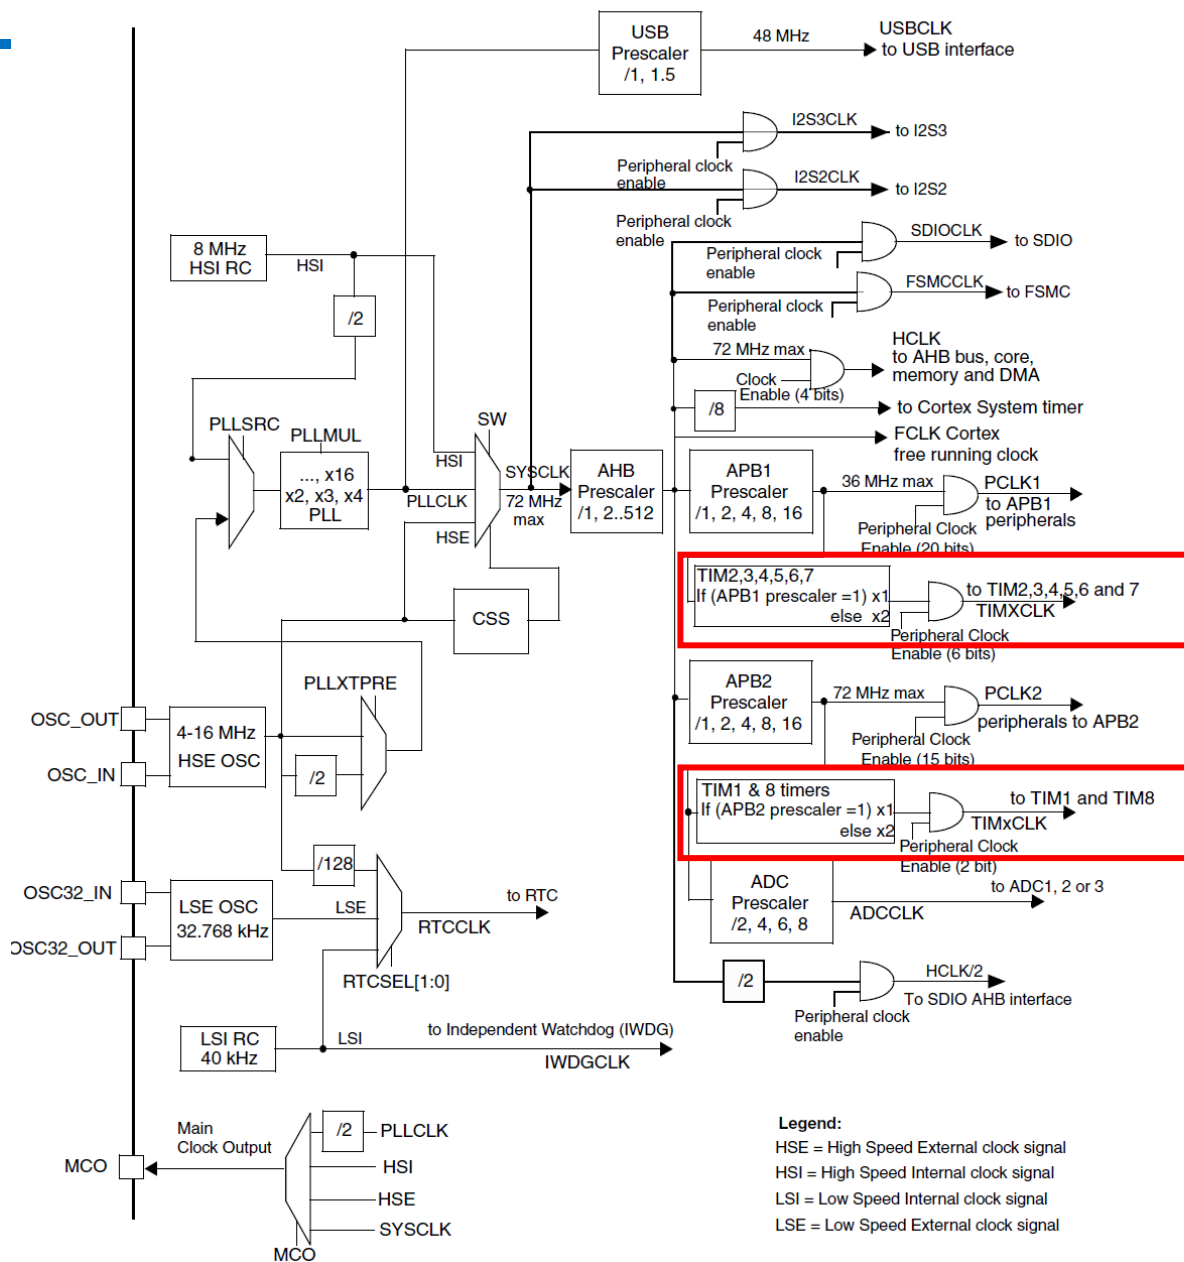 USB
Prescaler
/1, 1.5
48 MHz
USBCLK
to USB interface
I2S3CLK
to I2S3
Peripheral clock
enable
I2S2CLK
to I2S2
Peripheral clock
enable
8 MHz
HSI RC
HSI
SDIOCLK
to SDIO
Peripheral clock
enable
FSMCCLK
to FSMC
Peripheral clock
enable
/2
72 MHz max
HCLK
to AHB bus, core,
memory and DMA
Clock
Enable (4 bits)
/8
to Cortex System timer
FCLK Cortex
free running clock
PLLSRC
PLLMUL
..., x16
x2, x3, x4
PLL
SW
HSI
PLLCLK
HSE
SYSCLK
72 MHz
max
AHB
Prescaler
/1, 2..512
APB1
Prescaler
/1, 2, 4, 8, 16
36 MHz max
PCLK1
to APB1
peripherals
Peripheral Clock
Enable (20 bits)
TIM2,3,4,5,6,7
If (APB1 prescaler =1) x1
else x2
to TIM2,3,4,5,6 and 7
TIMXCLK
Peripheral Clock
Enable (6 bits)
CSS
PLLXTPRE
OSC_OUT
OSC_IN
4-16 MHz
HSE OSC
/2
APB2
Prescaler
/1, 2, 4, 8, 16
72 MHz max
PCLK2
peripherals to APB2
Peripheral Clock
Enable (15 bits)
TIM1 & 8 timers
If (APB2 prescaler =1) x1
else x2
to TIM1 and TIM8
TIMxCLK
Peripheral Clock
Enable (2 bit)
/128
OSC32_IN
OSC32_OUT
LSE OSC
32.768 kHz
LSE
to RTC
RTCCLK
RTCSEL[1:0]
ADC
Prescaler
/2, 4, 6, 8
to ADC1, 2 or 3
ADCCLK
/2
HCLK/2
To SDIO AHB interface
Peripheral clock
enable
LSI RC
40 kHz
LSI
to Independent Watchdog (IWDG)
IWDGCLK
Main
Clock Output
MCO
/2
PLLCLK
HSI
HSE
SYSCLK
MCO
Legend:
HSE = High Speed External clock signal
HSI = High Speed Internal clock signal
LSI = Low Speed Internal clock signal
LSE = Low Speed External clock signal